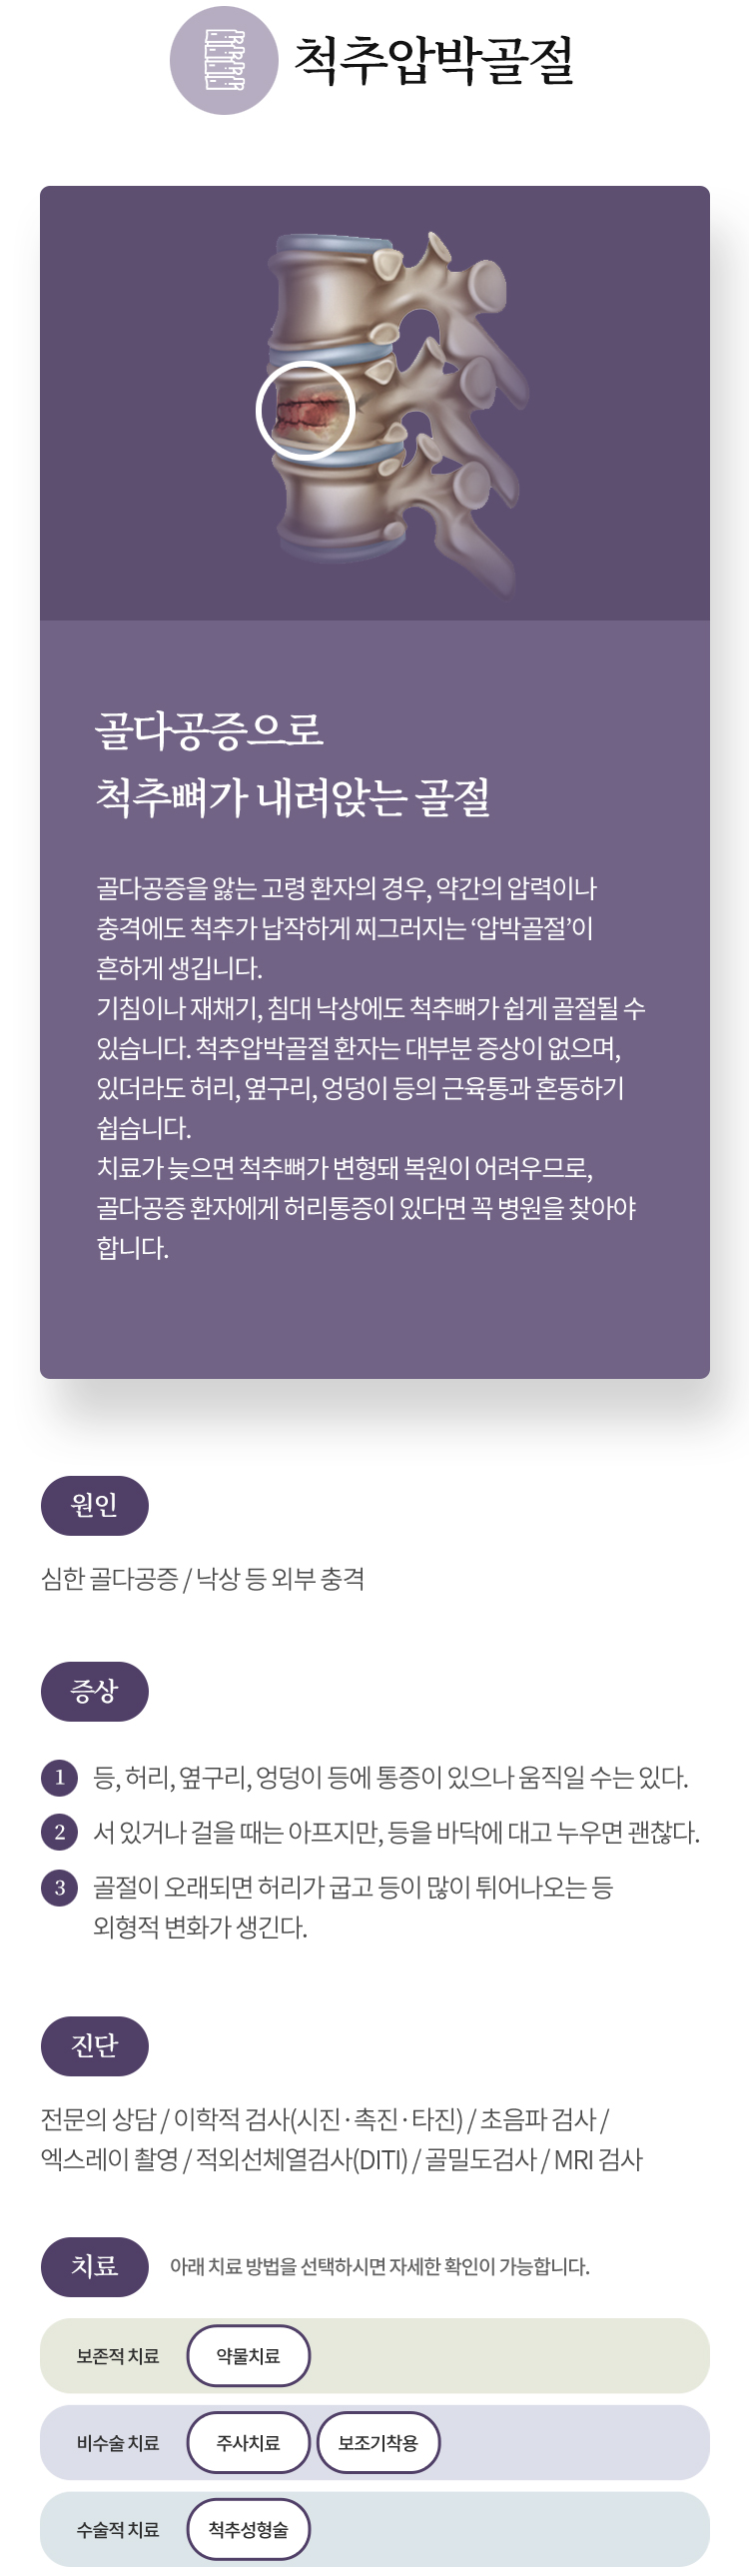 척추압박골절
골다공증으로
척추뼈가 내려앉는 골절
골다공증을 앓는 고령 환자의 경우, 약간의 압력이나
충격에도 척추가 납작하게 찌그러지는 ‘압박골절’이
흔하게 생깁니다.
기침이나 재채기, 침대 낙상에도 척추뼈가 쉽게 골절될 수
있습니다. 척추압박골절 환자는 대부분 증상이 없으며,
있더라도 허리, 옆구리, 엉덩이 등의 근육통과 혼동하기
쉽습니다.
치료가 늦으면 척추뼈가 변형돼 복원이 어려우므로,
골다공증 환자에게 허리통증이 있다면 꼭 병원을 찾아야
합니다.
원인
심한 골다공증 / 낙상 등 외부 충격
증상
1 등, 허리, 옆구리, 엉덩이 등에 통증이 있으나 움직일 수는 있다.
2 서 있거나 걸을 때는 아프지만, 등을 바닥에 대고 누우면 괜찮다.
3 골절이 오래되면 허리가 굽고 등이 많이 튀어나오는 등
외형적 변화가 생긴다.
진단
전문의 상담 / 이학적 검사(시진·촉진·타진) / 초음파 검사 /
엑스레이 촬영 / 적외선체열검사(DITI) / 골밀도검사 / MRI 검사
치료 아래 치료 방법을 선택하시면 자세한 확인이 가능합니다.
보존적 치료 약물치료
비수술 치료 주사치료 보조기착용
수술적 치료 척추성형술